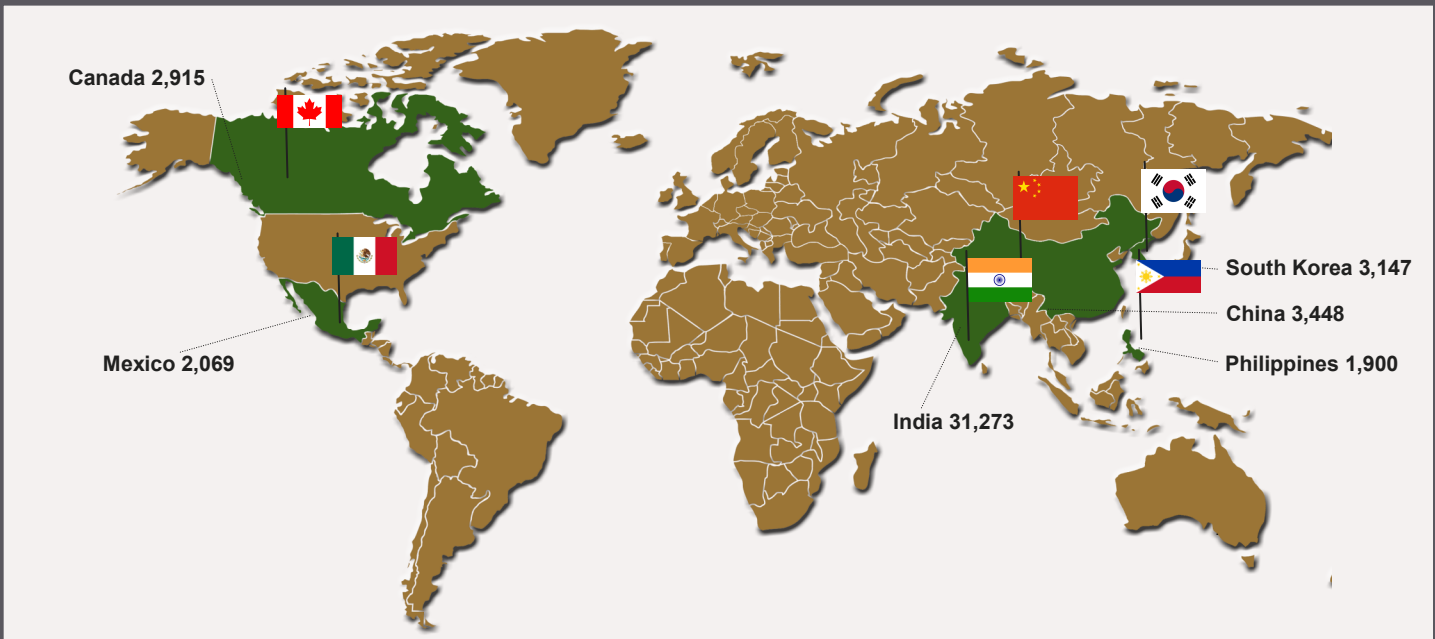 Canada 2,915
South Korea 3,147
China 3,448
Mexico 2,069
Philippines 1,900
India 31,273